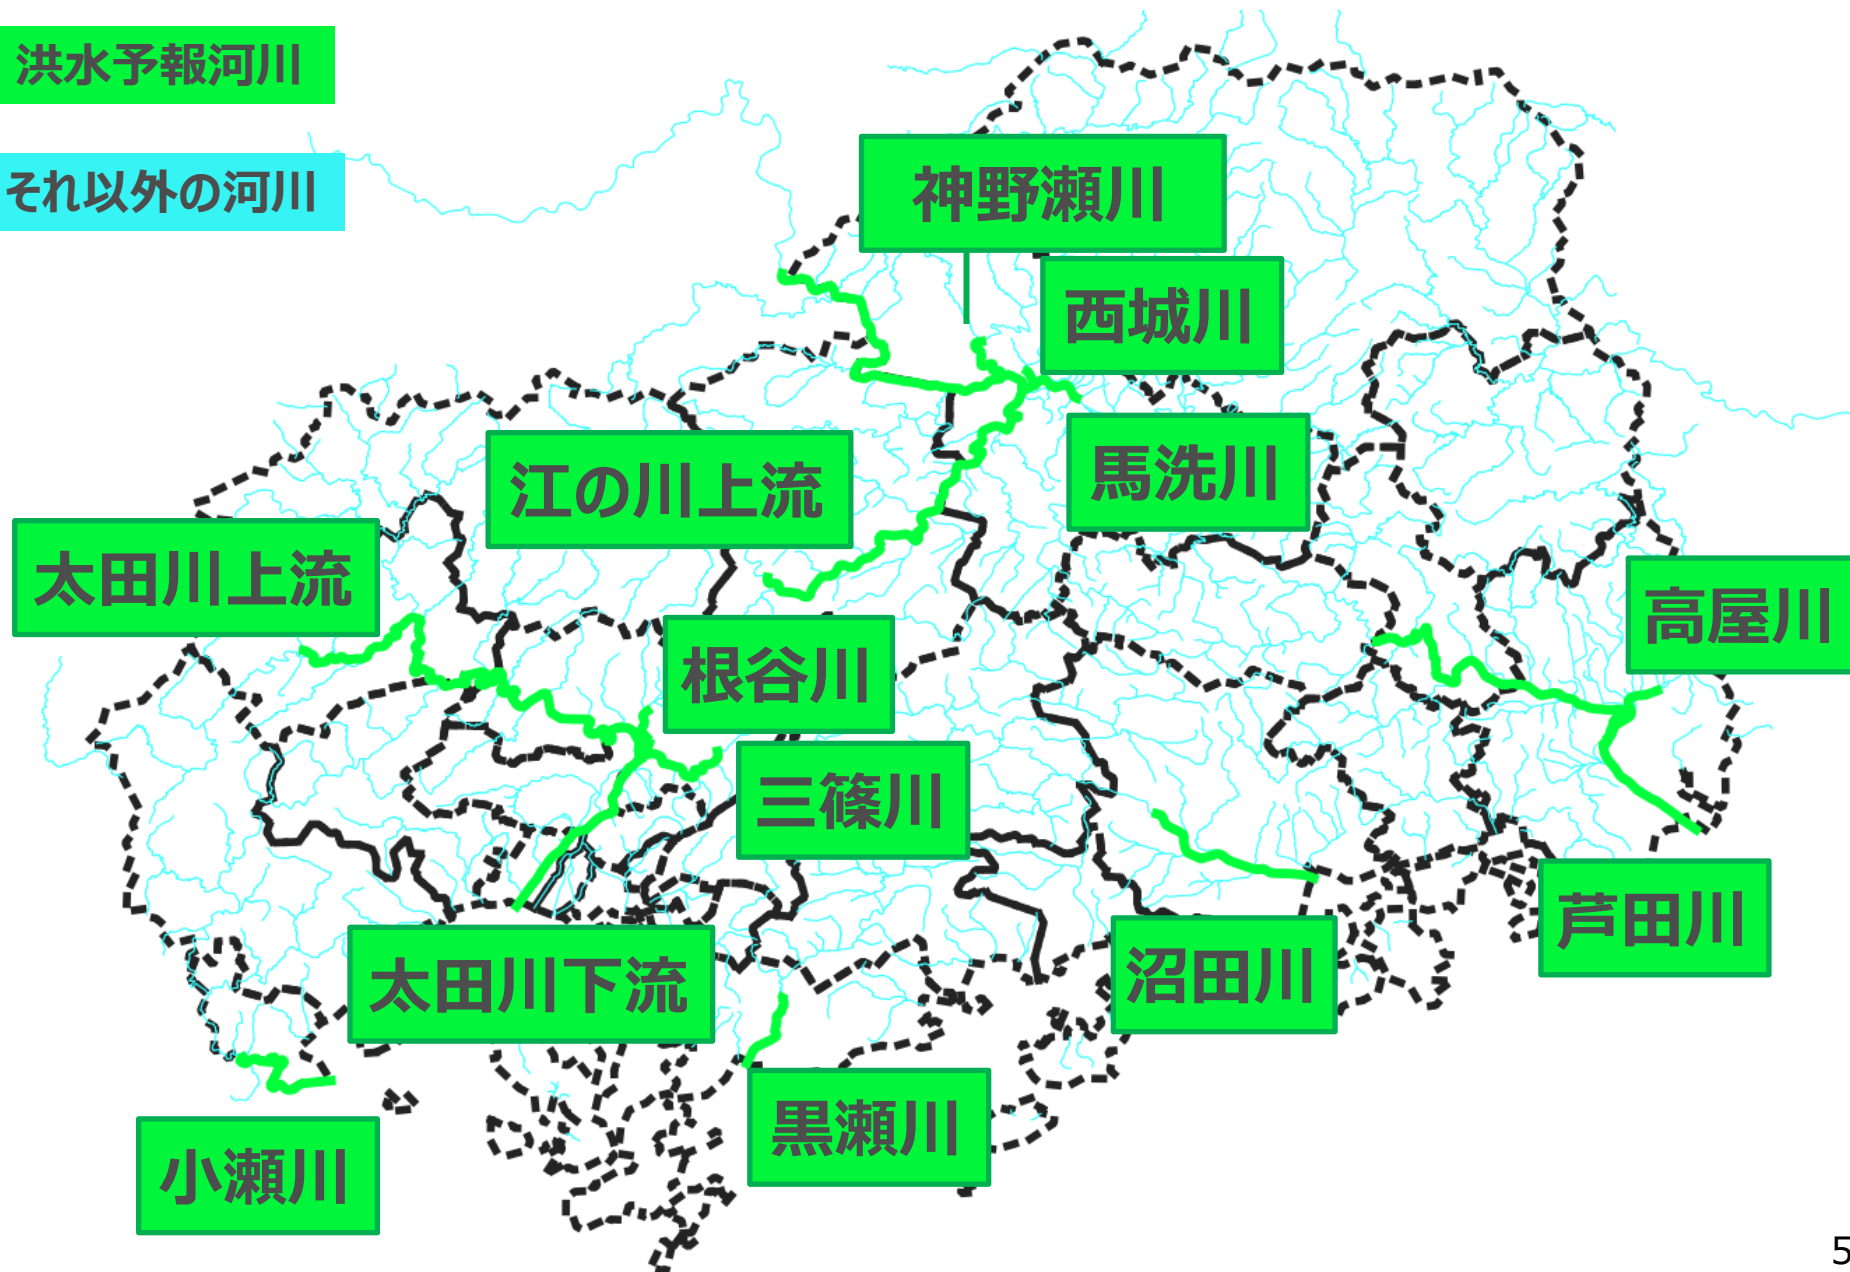 洪水予報河川
それ以外の河川
神野瀬川
西城川
江の川上流
馬洗川
太田川上流
高屋川
根谷川
三篠川
芦田川
太田川下流
沼田川
黒瀬川
小瀬川
5